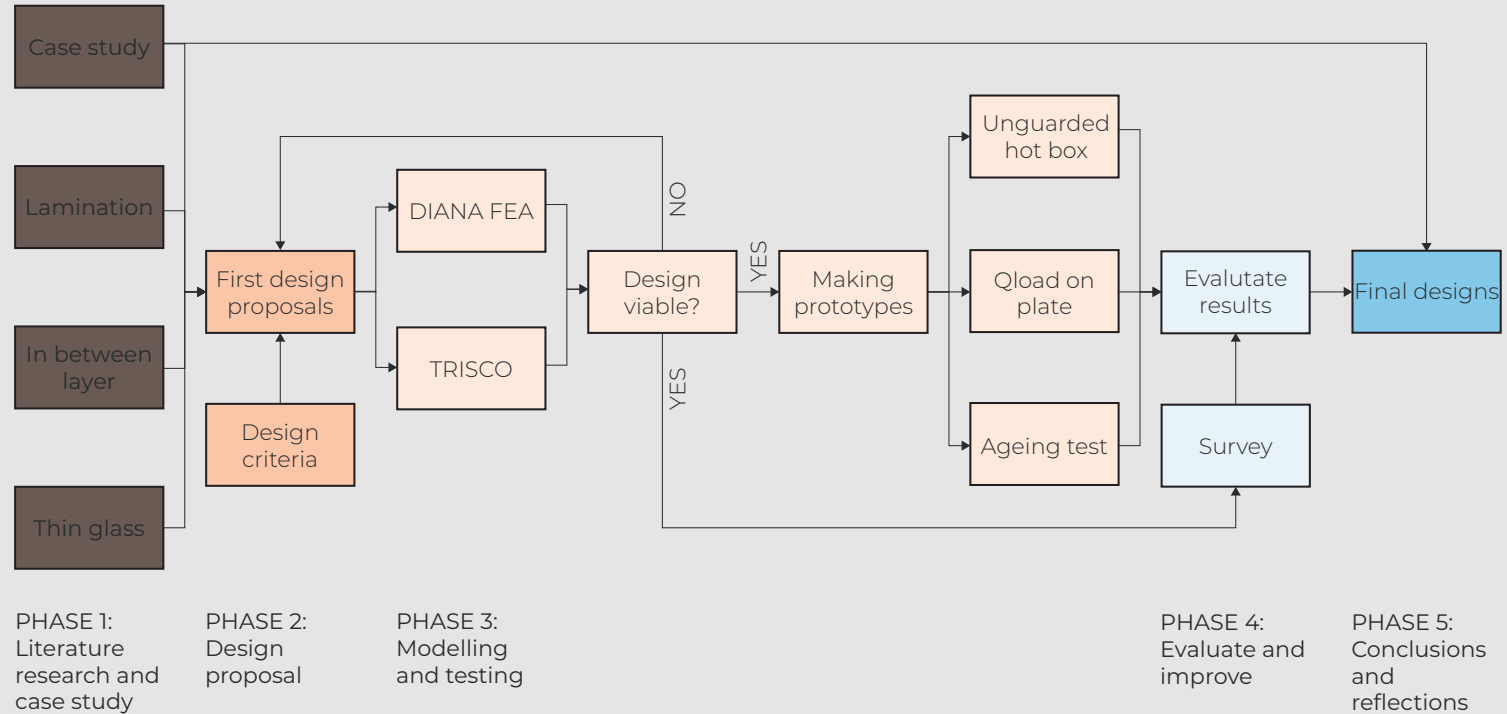 Case study
Lamination
In between
layer
Thin glass
First design
proposals
Design
criteria
DIANA FEA
TRISCO
NO
Design
viable?
YES
YES
Making
prototypes
Unguarded
hot box
Qload on
plate
Ageing test
Evalutate
results
Survey
Final designs
PHASE 1:
Literature
research and
case study
PHASE 2:
Design
proposal
PHASE 3:
Modelling
and testing
PHASE 4:
Evaluate and
improve
PHASE 5:
Conclusions
and
reflections